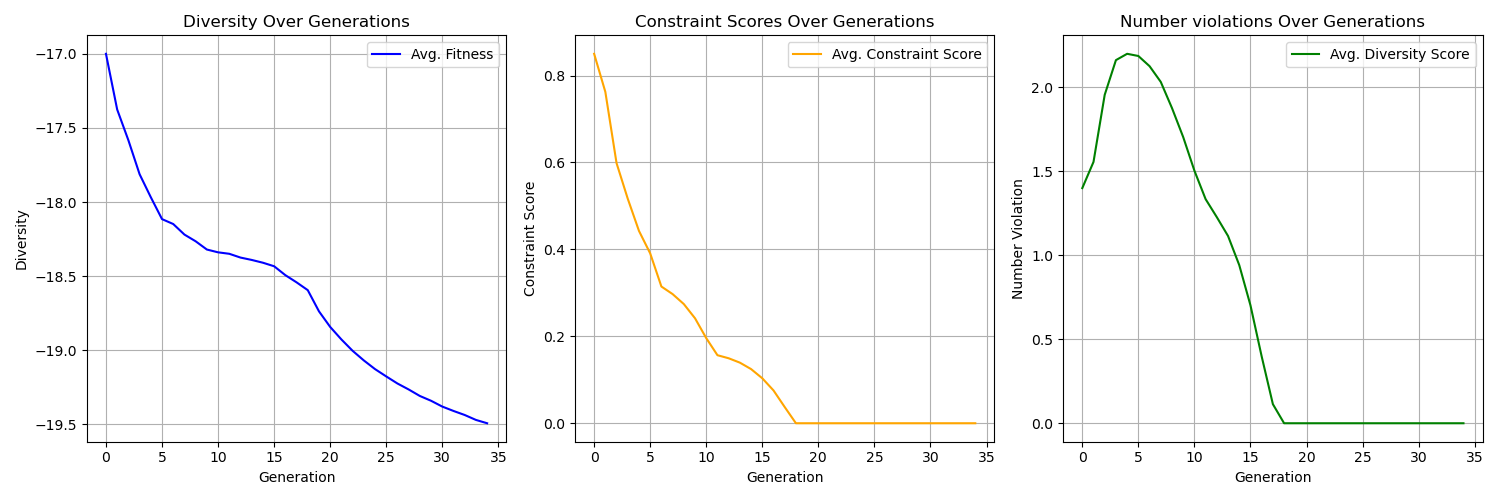 Diversity Over Generations
Avg. Fitness
Diversity
−17.0
−17.5
−18.0
−18.5
−19.0
−19.5
0 5 10 15 20 25 30 35
Generation
Constraint Scores Over Generations
Avg. Constraint Score
Constraint Score
0.8
0.6
0.4
0.2
0.0
0 5 10 15 20 25 30 35
Generation
Number violations Over Generations
Avg. Diversity Score
Number Violation
2.0
1.5
1.0
0.5
0.0
0 5 10 15 20 25 30 35
Generation